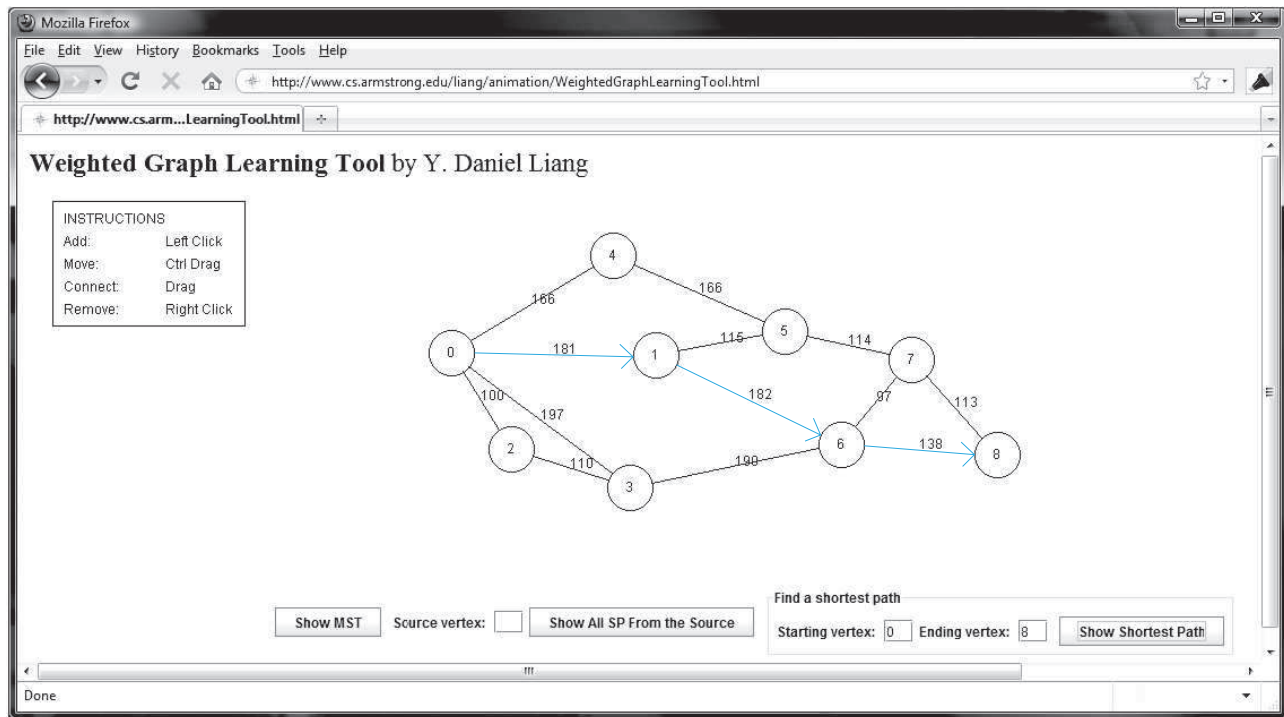 Mozilla Firefox
File Edit View History Bookmarks Tools Help
http://www.cs.armstrong.edu/liang/animation/WeightedGraphLearningTool.html
http://www.cs.arm...LearningTool.html
Weighted Graph Learning Tool by Y. Daniel Liang
INSTRUCTIONS
Add: Left Click
Move: Ctrl Drag
Connect: Drag
Remove: Right Click
4
166
166
5
115
114
0
181
1
7
100
197
182
97
113
2
6
138
8
110
190
3
Find a shortest path
Show MST Source vertex: Show All SP From the Source
Starting vertex: 0 Ending vertex: 8 Show Shortest Path
Done